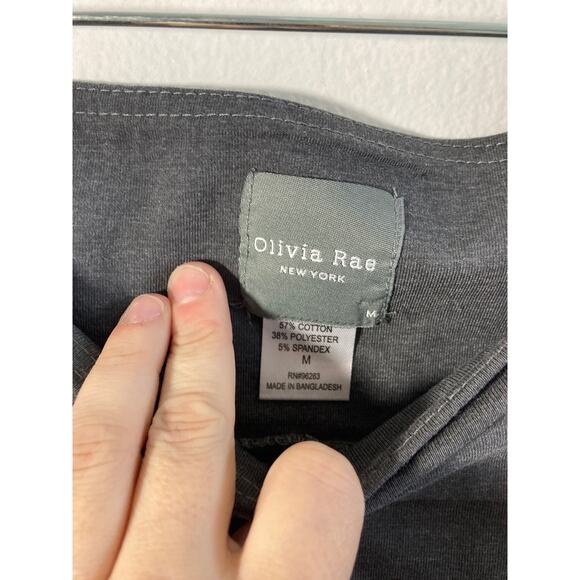 Olivia Rae
NEW YORK
M
57% COTTON
38% POLYESTER
5% SPANDEX
M
RN#96263
MADE IN BANGLADESH